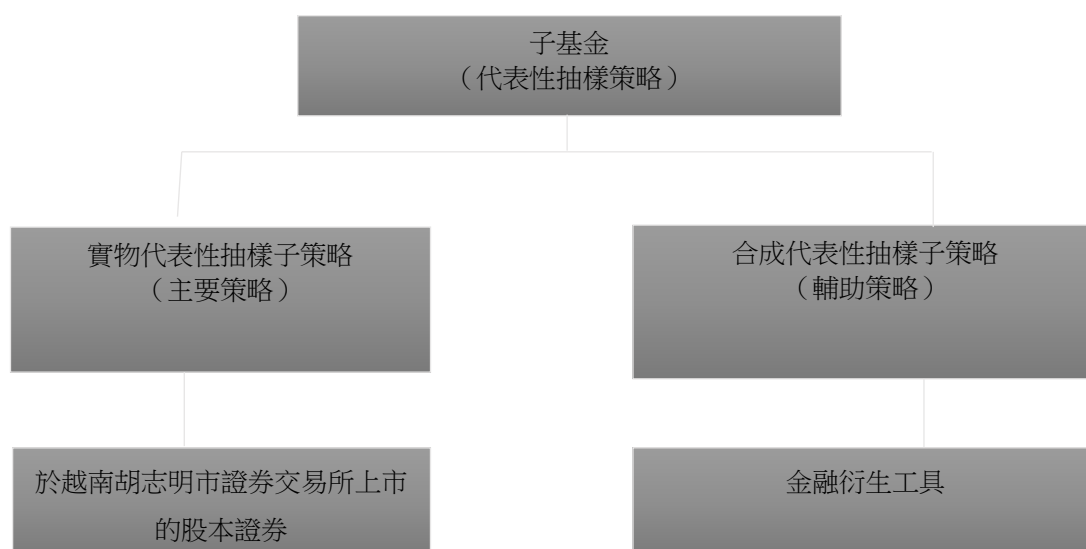 子基金
（代表性抽樣策略）
實物代表性抽樣子策略
（主要策略）
合成代表性抽樣子策略
（輔助策略）
於越南胡志明市證券交易所上市
的股本證券
金融衍生工具